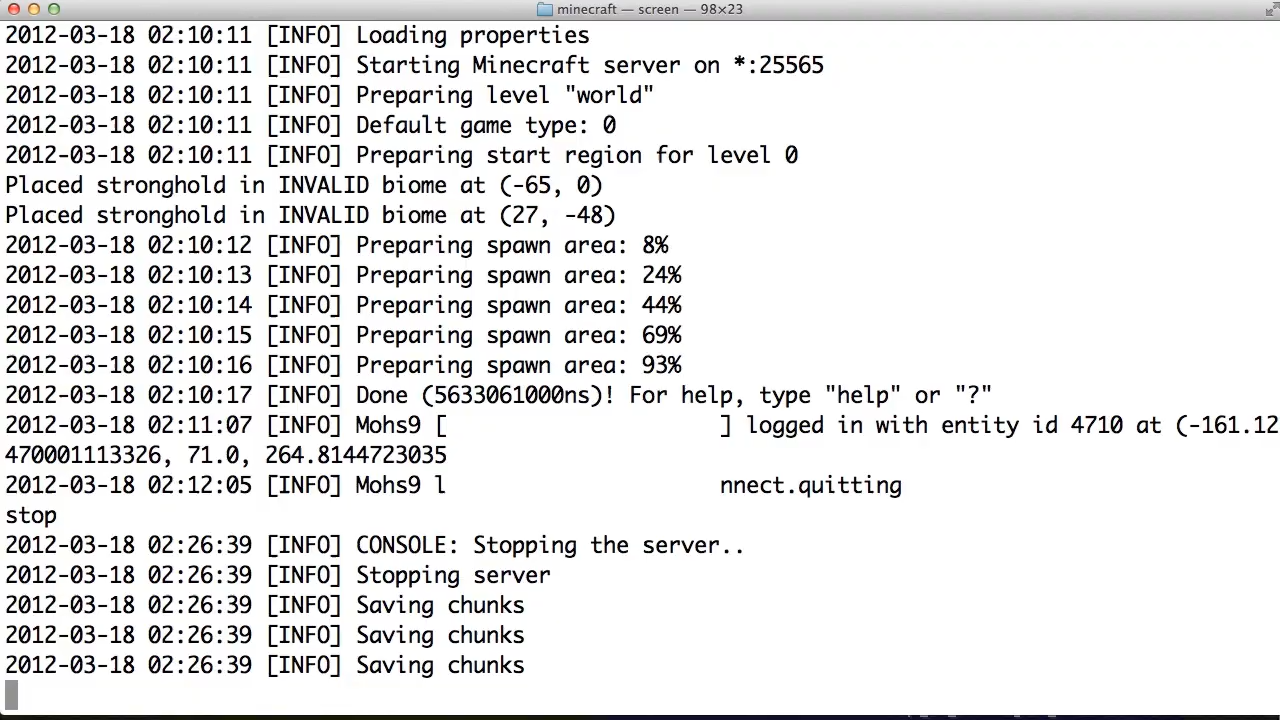 minecraft — screen — 98×23
2012-03-18 02:10:11 [INFO] Loading properties
2012-03-18 02:10:11 [INFO] Starting Minecraft server on *:25565
2012-03-18 02:10:11 [INFO] Preparing level "world"
2012-03-18 02:10:11 [INFO] Default game type: 0
2012-03-18 02:10:11 [INFO] Preparing start region for level 0
Placed stronghold in INVALID biome at (-65, 0)
Placed stronghold in INVALID biome at (27, -48)
2012-03-18 02:10:12 [INFO] Preparing spawn area: 8%
2012-03-18 02:10:13 [INFO] Preparing spawn area: 24%
2012-03-18 02:10:14 [INFO] Preparing spawn area: 44%
2012-03-18 02:10:15 [INFO] Preparing spawn area: 69%
2012-03-18 02:10:16 [INFO] Preparing spawn area: 93%
2012-03-18 02:10:17 [INFO] Done (5633061000ns)! For help, type "help" or "?"
2012-03-18 02:11:07 [INFO] Mohs9 [ ] logged in with entity id 4710 at (-161.12
470001113326, 71.0, 264.8144723035
2012-03-18 02:12:05 [INFO] Mohs9 l nnect.quitting
stop
2012-03-18 02:26:39 [INFO] CONSOLE: Stopping the server..
2012-03-18 02:26:39 [INFO] Stopping server
2012-03-18 02:26:39 [INFO] Saving chunks
2012-03-18 02:26:39 [INFO] Saving chunks
2012-03-18 02:26:39 [INFO] Saving chunks